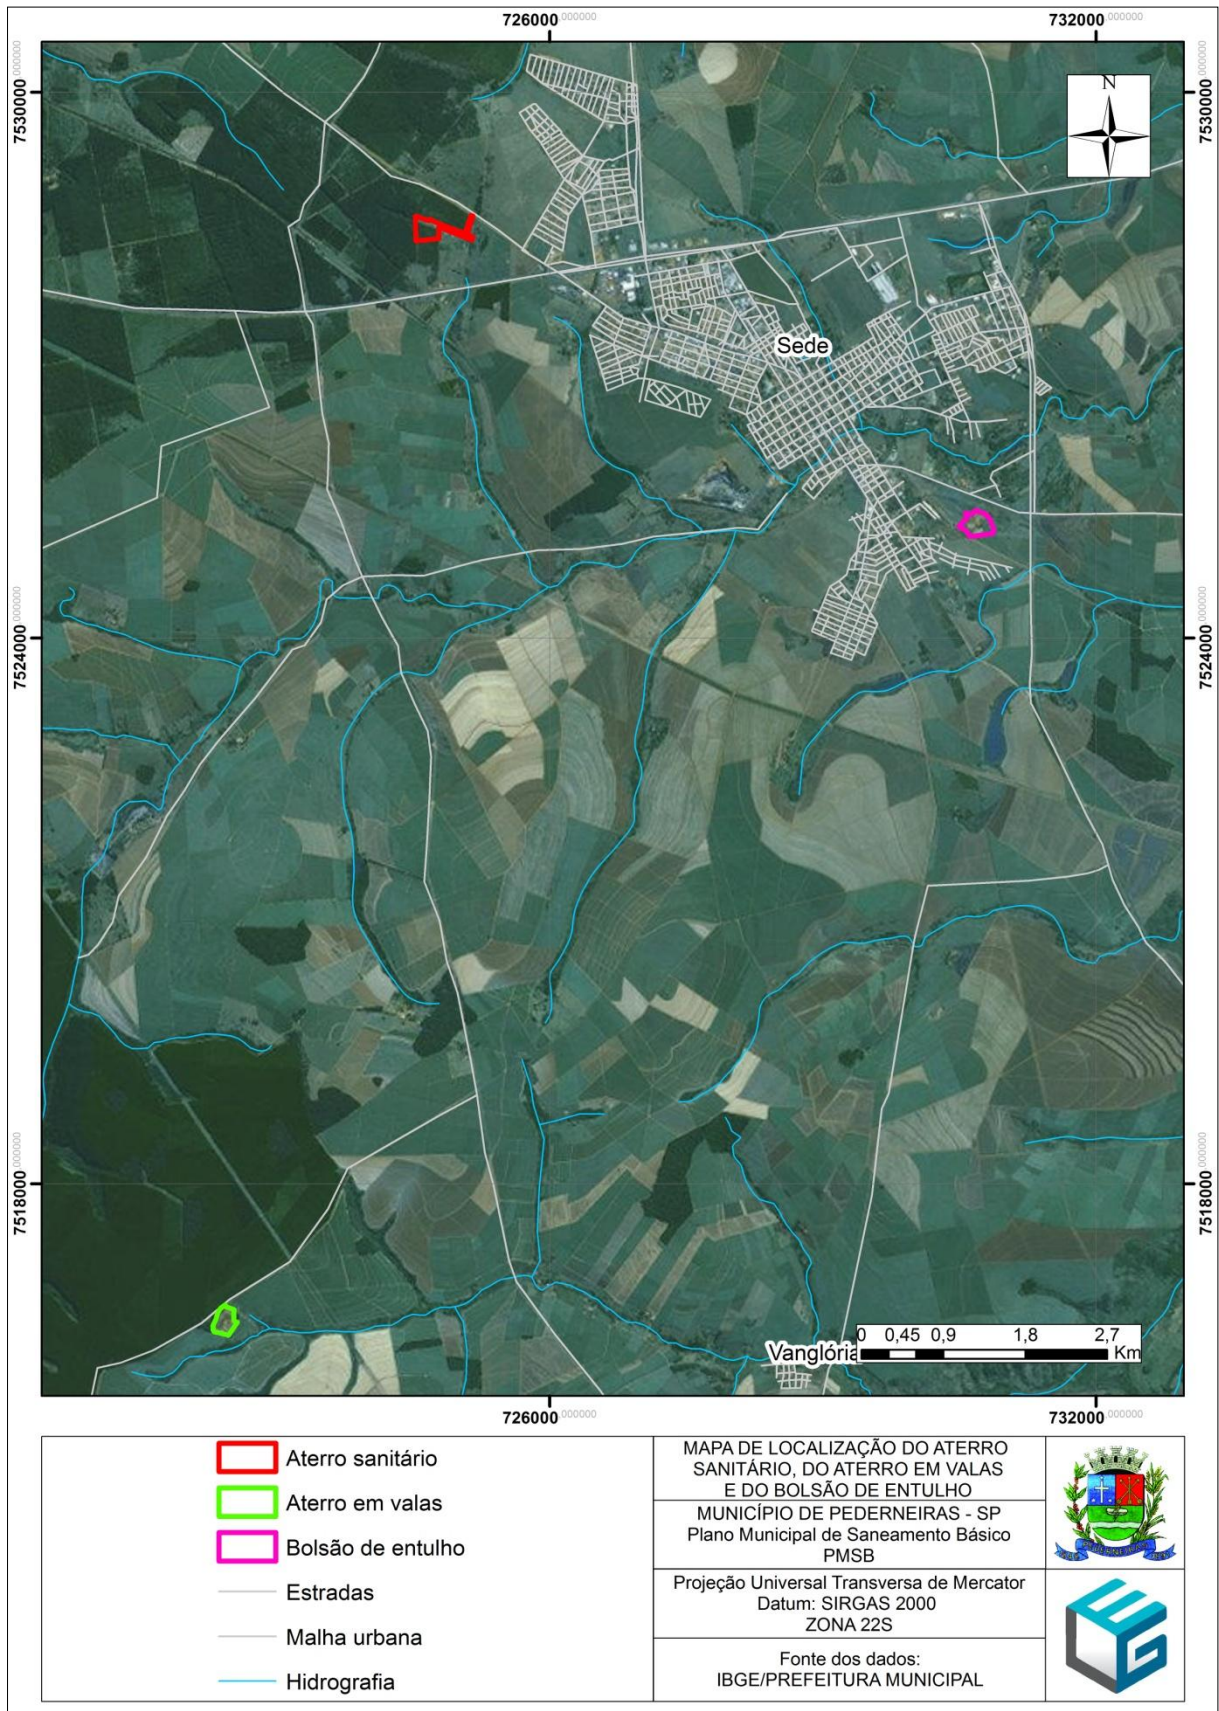 726000,000000
732000,000000
7530000,000000
7530000,000000
N
Sede
7524000,000000
7524000,000000
7518000,000000
7518000,000000
0 0,45 0,9 1,8 2,7
Km
Vanglória
726000,000000
732000,000000
Aterro sanitário
Aterro em valas
Bolsão de entulho
Estradas
Malha urbana
Hidrografia
MAPA DE LOCALIZAÇÃO DO ATERRO
SANITÁRIO, DO ATERRO EM VALAS
E DO BOLSÃO DE ENTULHO
MUNICÍPIO DE PEDERNEIRAS - SP
Plano Municipal de Saneamento Básico
PMSB
Projeção Universal Transversa de Mercator
Datum: SIRGAS 2000
ZONA 22S
Fonte dos dados:
IBGE/PREFEITURA MUNICIPAL